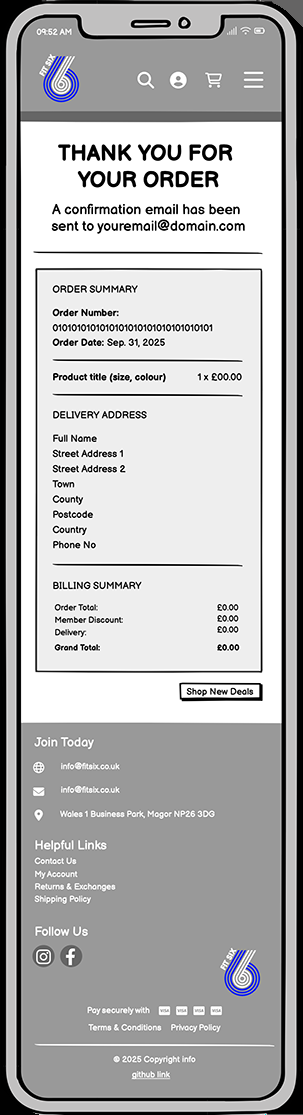 09:52 AM
FIT SIX
THANK YOU FOR
YOUR ORDER
A confirmation email has been
sent to youremail@domain.com
ORDER SUMMARY
Order Number:
01010101010101010101010101010101
Order Date: Sep. 31, 2025
Product title (size, colour) 1 x £00.00
DELIVERY ADDRESS
Full Name
Street Address 1
Street Address 2
Town
County
Postcode
Country
Phone No
BILLING SUMMARY
Order Total: £0.00
Member Discount: £0.00
Delivery: £0.00
Grand Total: £0.00
Shop New Deals
Join Today
info@fitsix.co.uk
info@fitsix.co.uk
Wales 1 Business Park, Magor NP26 3DG
Helpful Links
Contact Us
My Account
Returns & Exchanges
Shipping Policy
Follow Us
FIT SIX
Pay securely with VISA VISA VISA VISA
Terms & Conditions Privacy Policy
© 2025 Copyright info
github link